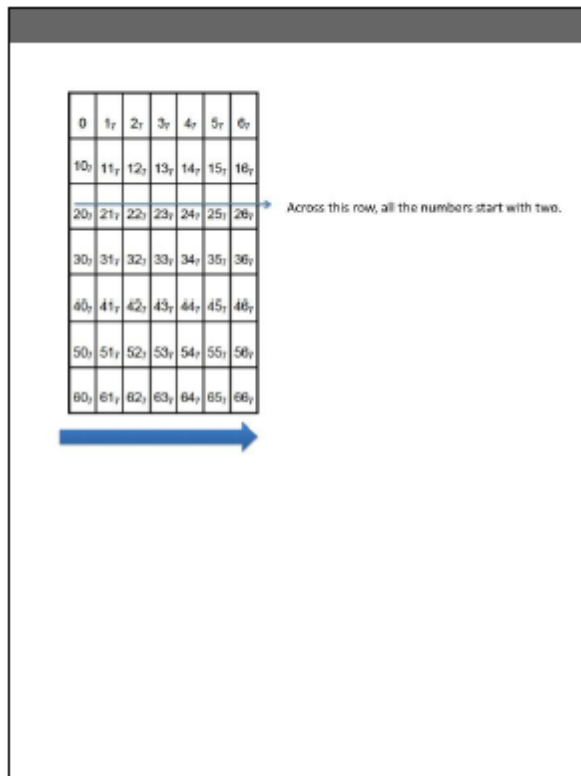 0 1₇ 2₇ 3₇ 4₇ 5₇ 6₇
10₇ 11₇ 12₇ 13₇ 14₇ 15₇ 16₇
20₇ 21₇ 22₇ 23₇ 24₇ 25₇ 26₇ Across this row, all the numbers start with two.
30₇ 31₇ 32₇ 33₇ 34₇ 35₇ 36₇
40₇ 41₇ 42₇ 43₇ 44₇ 45₇ 46₇
50₇ 51₇ 52₇ 53₇ 54₇ 55₇ 56₇
60₇ 61₇ 62₇ 63₇ 64₇ 65₇ 66₇